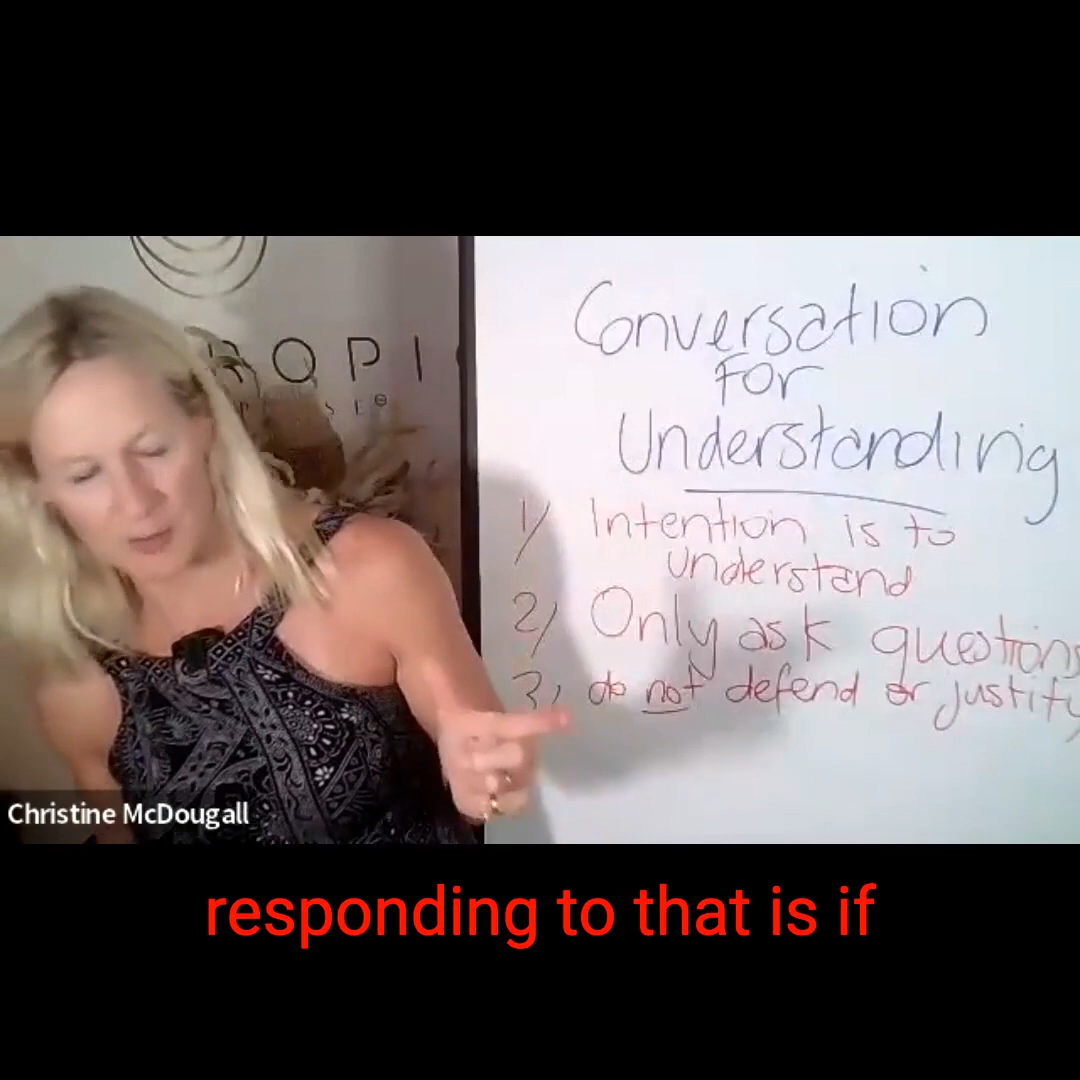 ROPI
Conversation
For
Understanding
1) Intention is to
understand
2) Only ask questions
3) do not defend or justify
Christine McDougall
responding to that is if